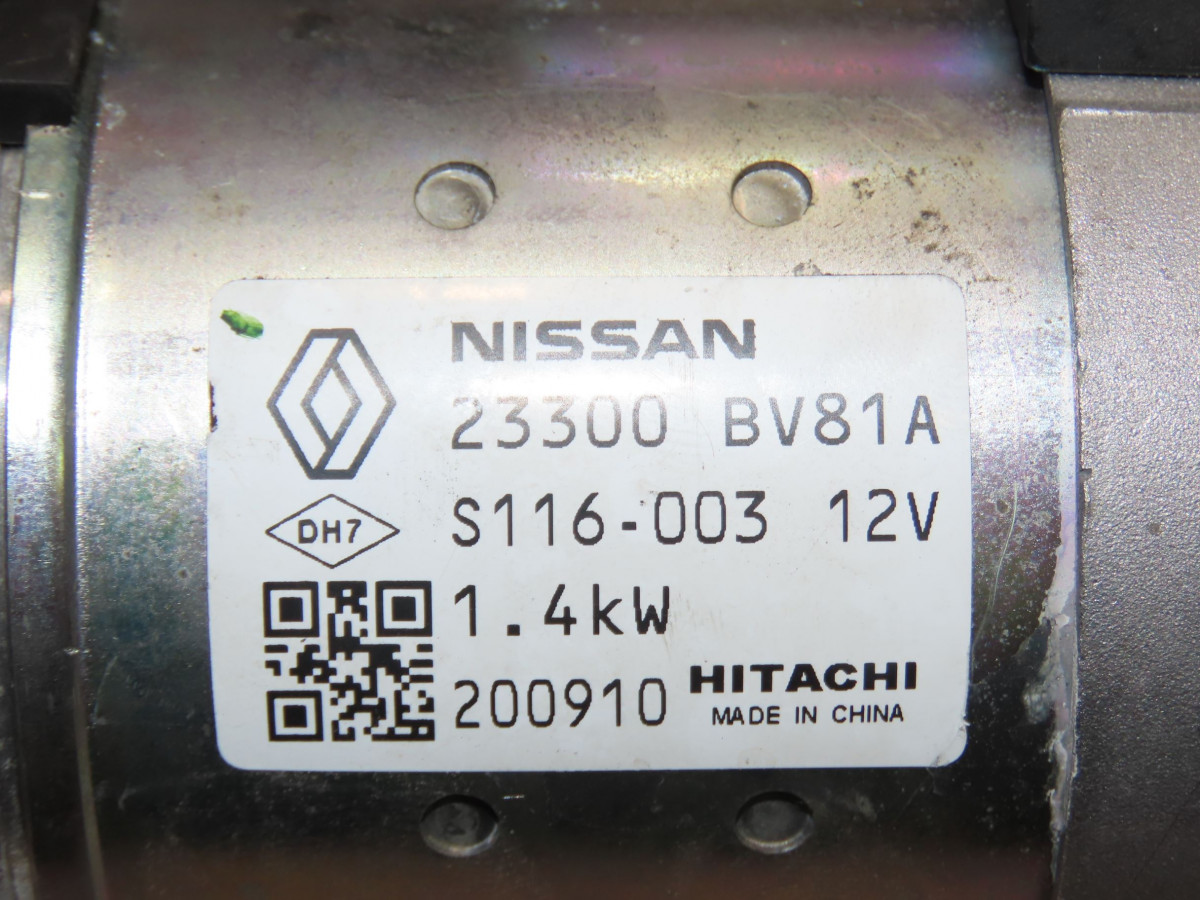 NISSAN
23300 BV81A
DH7
S116-003 12V
1.4kW
200910
HITACHI
MADE IN CHINA